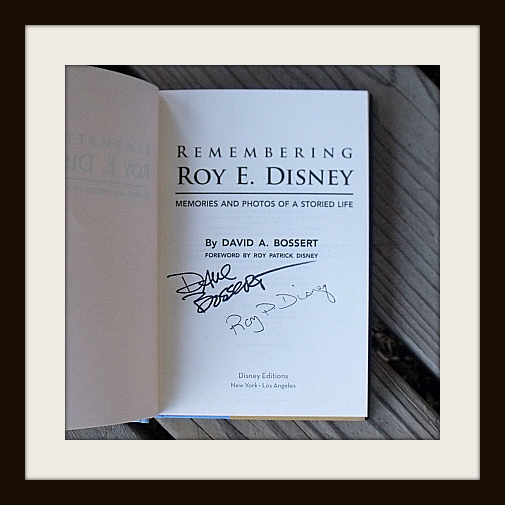 REMEMBERING
ROY E. DISNEY
MEMORIES AND PHOTOS OF A STORIED LIFE
By DAVID A. BOSSERT
FOREWORD BY ROY PATRICK DISNEY
DAVE
BOSSERT
Roy P. Disney
Disney Editions
New York • Los Angeles